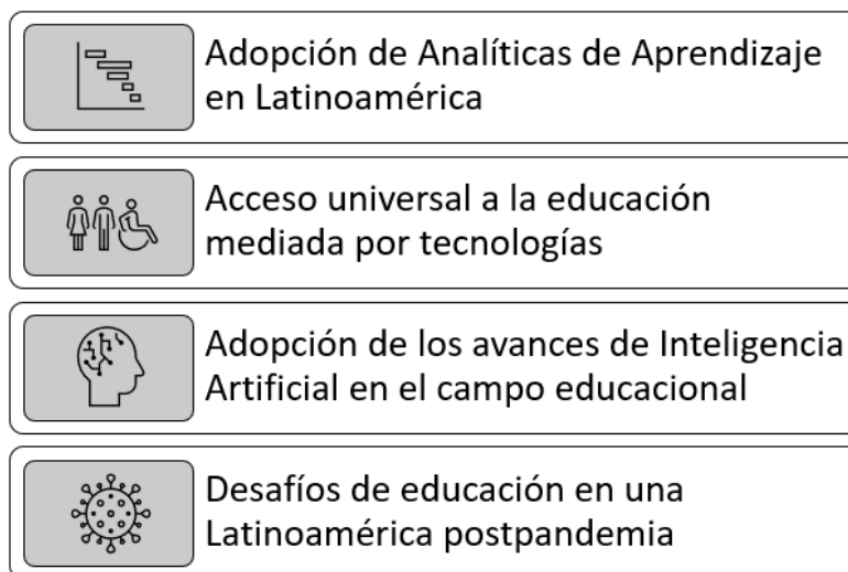 Adopción de Analíticas de Aprendizaje
en Latinoamérica
Acceso universal a la educación
mediada por tecnologías
Adopción de los avances de Inteligencia
Artificial en el campo educacional
Desafíos de educación en una
Latinoamérica postpandemia